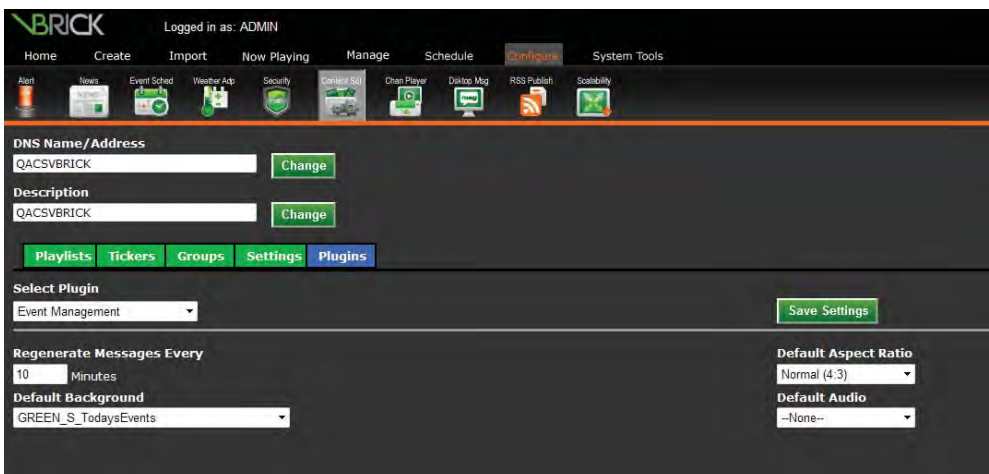 VBRICK
Logged in as: ADMIN
Home Create Import Now Playing Manage Schedule Configure System Tools
Alert News Event Sched Weather Adp Security Content Sel Chan Player Dsktop Msg RSS Publish Scalability
DNS Name/Address
QACSVBRICK Change
Description
QACSVBRICK Change
Playlists Tickers Groups Settings Plugins
Select Plugin
Event Management Save Settings
Regenerate Messages Every Default Aspect Ratio
10 Minutes Normal (4:3)
Default Background Default Audio
GREEN_S_TodaysEvents --None--